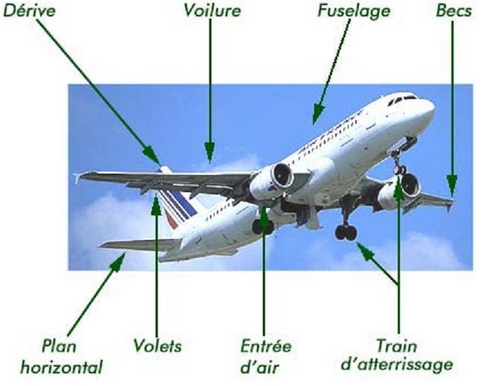 Dérive
Voilure
Fuselage
Becs
Plan
horizontal
Volets
Entrée
d'air
Train
d'atterrissage